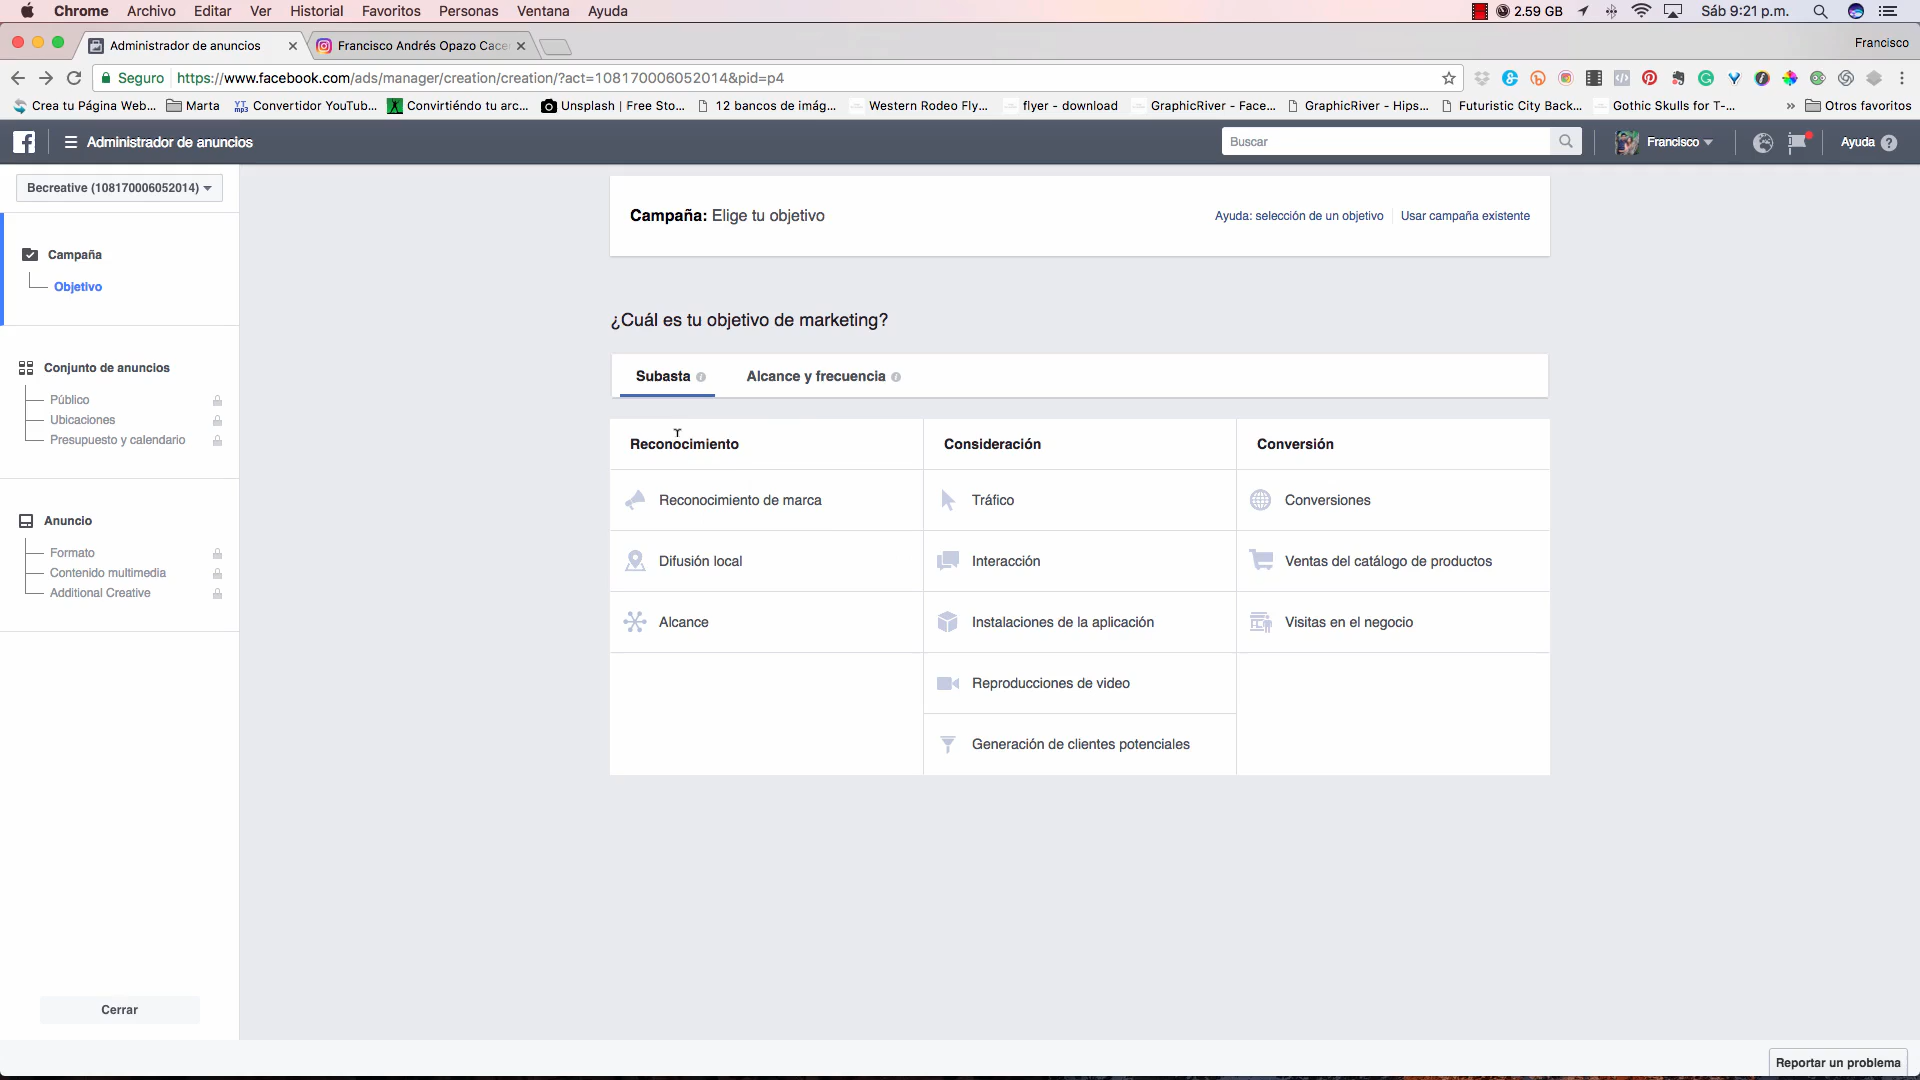 Chrome Archivo Editar Ver Historial Favoritos Personas Ventana Ayuda 2.59 GB Sáb 9:21 p.m.
Administrador de anuncios Francisco Andrés Opazo Cace Francisco
Seguro https://www.facebook.com/ads/manager/creation/creation/?act=108170006052014&pid=p4
Crea tu Página Web... Marta Convertidor YouTub... Convirtiéndo tu arc... Unsplash | Free Sto... 12 bancos de imág... Western Rodeo Fly... flyer - download GraphicRiver - Face... GraphicRiver - Hips... Futuristic City Back... Gothic Skulls for T-... » Otros favoritos
Administrador de anuncios Buscar Francisco Ayuda ?
Becreative (108170006052014)
Campaña: Elige tu objetivo Ayuda: selección de un objetivo Usar campaña existente
Campaña
Objetivo
¿Cuál es tu objetivo de marketing?
Conjunto de anuncios
Público
Ubicaciones
Presupuesto y calendario
Subasta Alcance y frecuencia
Reconocimiento Consideración Conversión
Reconocimiento de marca Tráfico Conversiones
Difusión local Interacción Ventas del catálogo de productos
Alcance Instalaciones de la aplicación Visitas en el negocio
Reproducciones de video
Generación de clientes potenciales
Anuncio
Formato
Contenido multimedia
Additional Creative
Cerrar
Reportar un problema